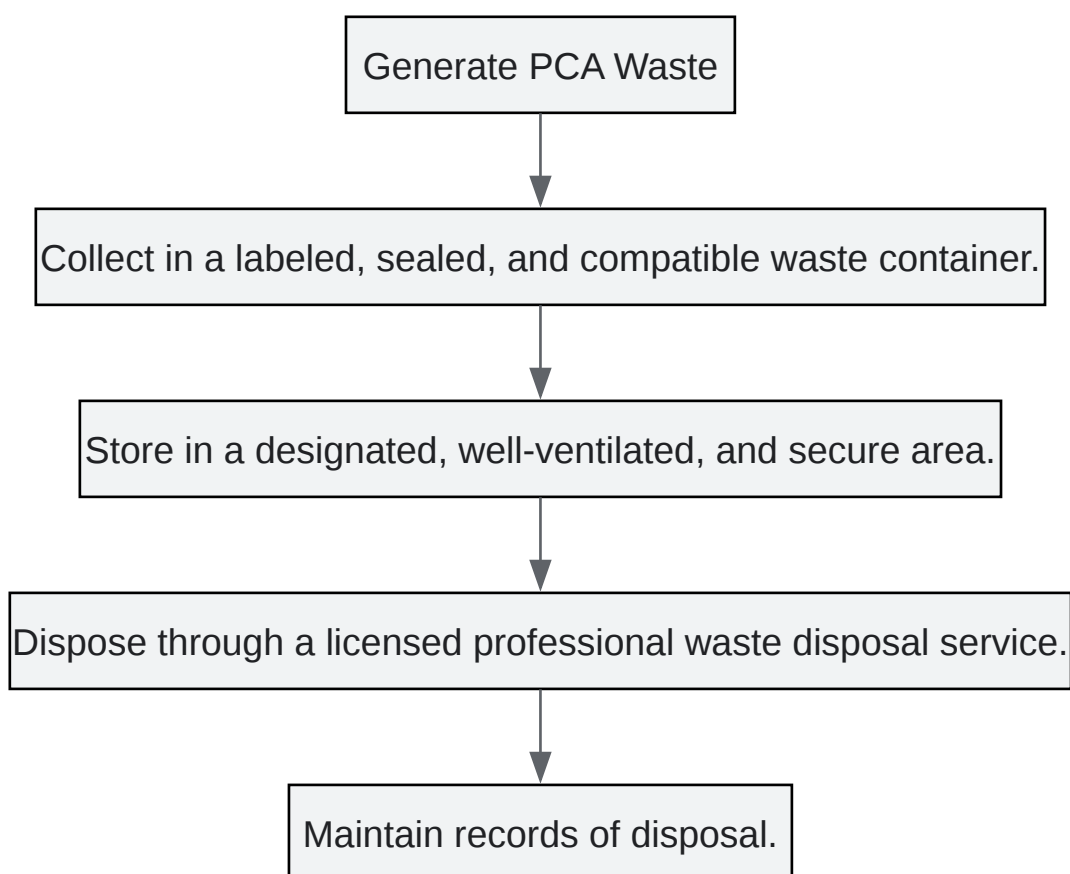 Generate PCA Waste
Collect in a labeled, sealed, and compatible waste container.
Store in a designated, well-ventilated, and secure area.
Dispose through a licensed professional waste disposal service.
Maintain records of disposal.